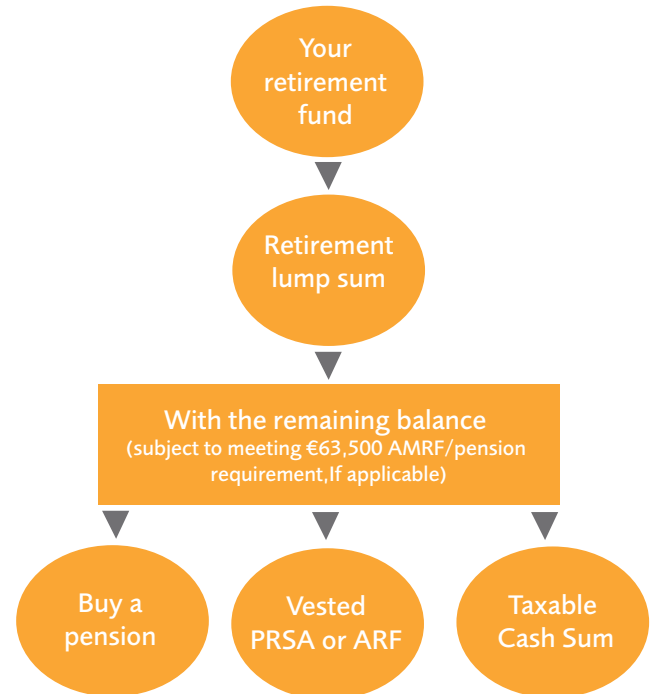 Your
retirement
fund
Retirement
lump sum
With the remaining balance
(subject to meeting €63,500 AMRF/pension
requirement,If applicable)
Buy a
pension
Vested
PRSA or ARF
Taxable
Cash Sum